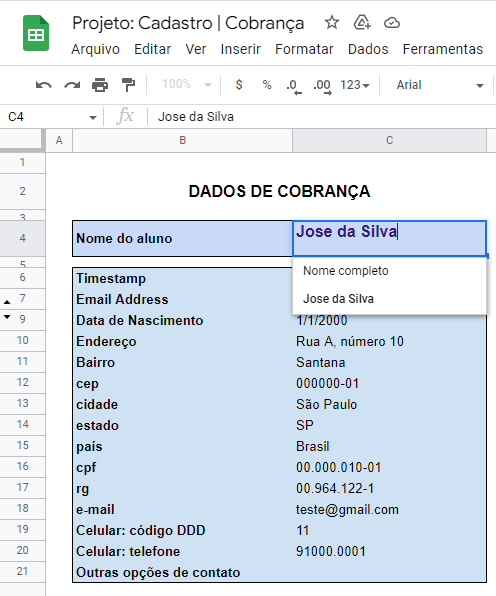 Projeto: Cadastro | Cobrança
Arquivo Editar Ver Inserir Formatar Dados Ferramentas
100% $ % .0 .00 123 Arial
C4 fx Jose da Silva
A B C
1
2 DADOS DE COBRANÇA
3
4 Nome do aluno Jose da Silva
5 Nome completo
6 Timestamp
7 Email Address Jose da Silva
9 Data de Nascimento 1/1/2000
10 Endereço Rua A, número 10
11 Bairro Santana
12 cep 000000-01
13 cidade São Paulo
14 estado SP
15 país Brasil
16 cpf 00.000.010-01
17 rg 00.964.122-1
18 e-mail teste@gmail.com
19 Celular: código DDD 11
20 Celular: telefone 91000.0001
21 Outras opções de contato